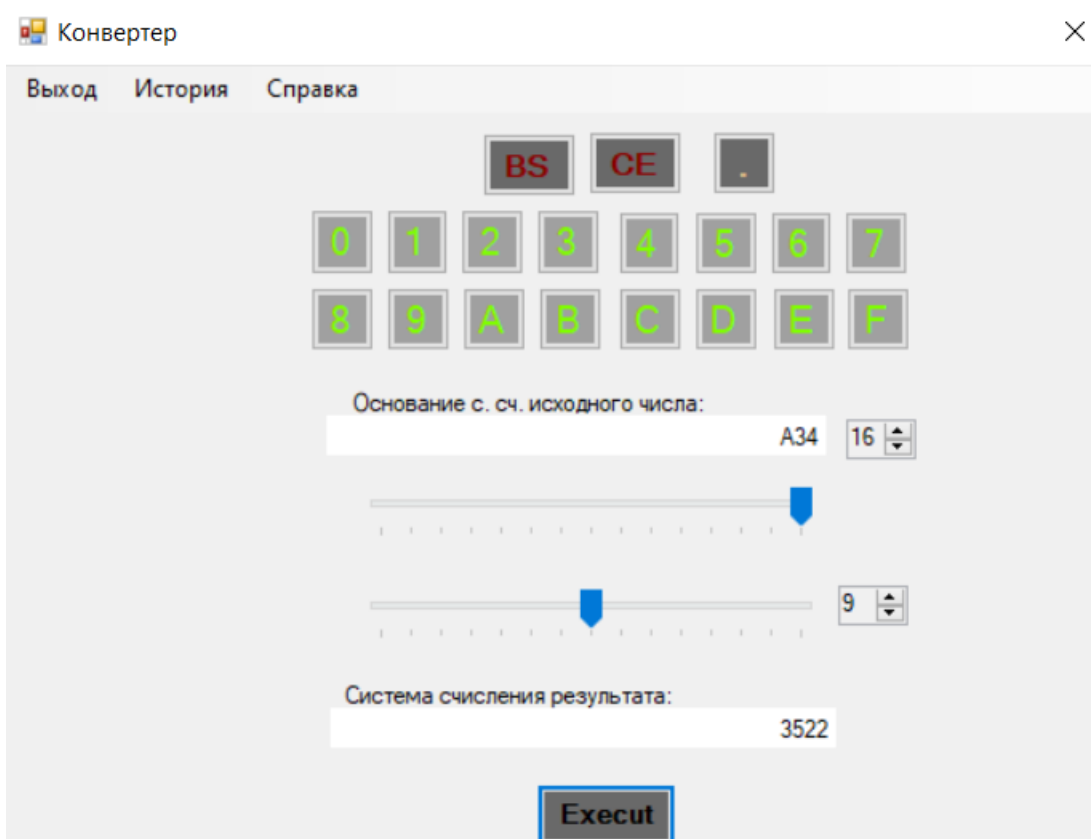 Конвертер
Выход История Справка
BS CE .
0 1 2 3 4 5 6 7
8 9 A B C D E F
Основание с. сч. исходного числа:
A34 16
9
Система счисления результата:
3522
Execut